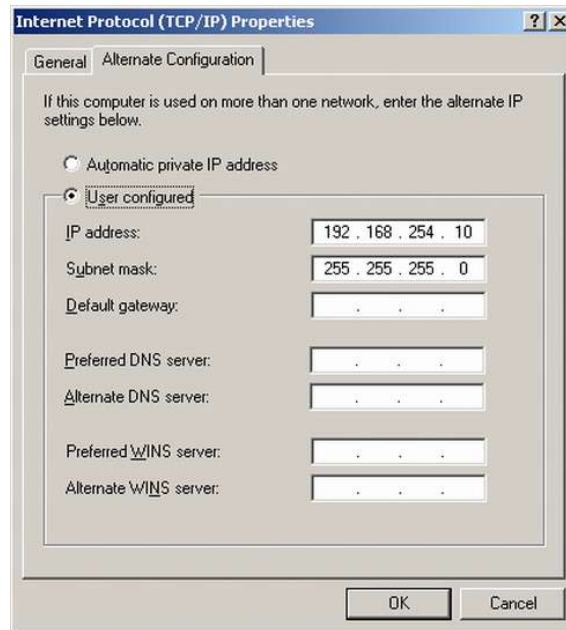 Internet Protocol (TCP/IP) Properties
General
Alternate Configuration
If this computer is used on more than one network, enter the alternate IP
settings below.
Automatic private IP address
User configured
IP address: 192 . 168 . 254 . 10
Subnet mask: 255 . 255 . 255 . 0
Default gateway: . . .
Preferred DNS server: . . .
Alternate DNS server: . . .
Preferred WINS server: . . .
Alternate WINS server: . . .
OK Cancel